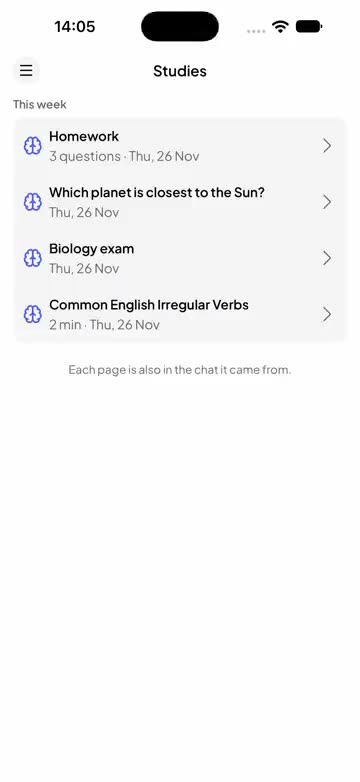 14:05
Studies
This week
Homework
3 questions · Thu, 26 Nov
Which planet is closest to the Sun?
Thu, 26 Nov
Biology exam
Thu, 26 Nov
Common English Irregular Verbs
2 min · Thu, 26 Nov
Each page is also in the chat it came from.